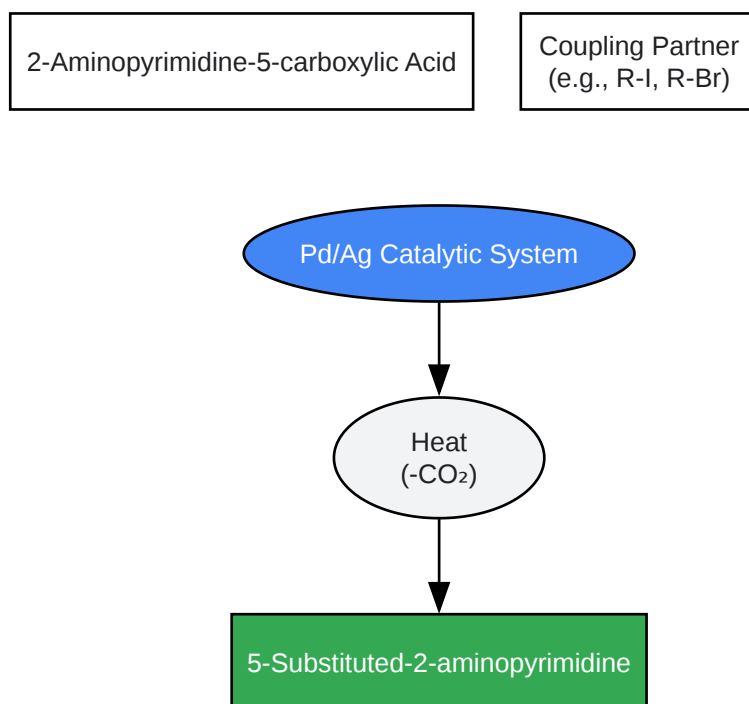 2-Aminopyrimidine-5-carboxylic Acid
Coupling Partner
(e.g., R-I, R-Br)
Pd/Ag Catalytic System
Heat
(-CO₂)
5-Substituted-2-aminopyrimidine